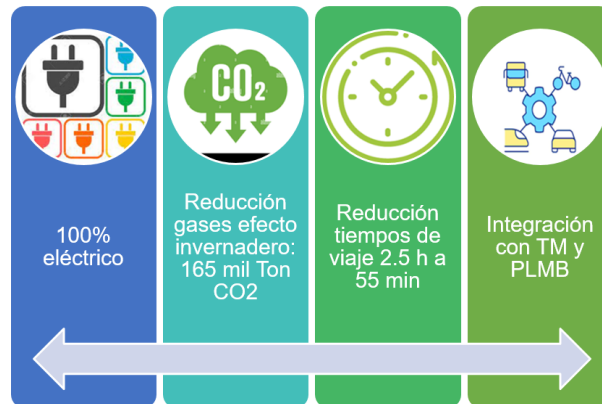 100%
eléctrico
CO2
Reducción
gases efecto
invernadero:
165 mil Ton
CO2
Reducción
tiempos de
viaje 2.5 h a
55 min
Integración
con TM y
PLMB